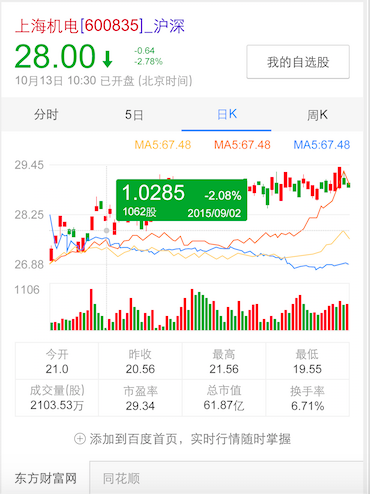 上海机电[600835]_沪深
28.00 -0.64
-2.78%
我的自选股
10月13日 10:30 已开盘 (北京时间)
分时 5日 日K 周K
MA5:67.48 MA5:67.48 MA5:67.48
29.45
28.25
26.88
1.0285 -2.08%
1062股 2015/09/02
1106
今开 昨收 最高 最低
21.0 20.56 21.56 19.55
成交量(股) 市盈率 总市值 换手率
2103.53万 29.34 61.87亿 6.71%
添加到百度首页，实时行情随时掌握
东方财富网 同花顺